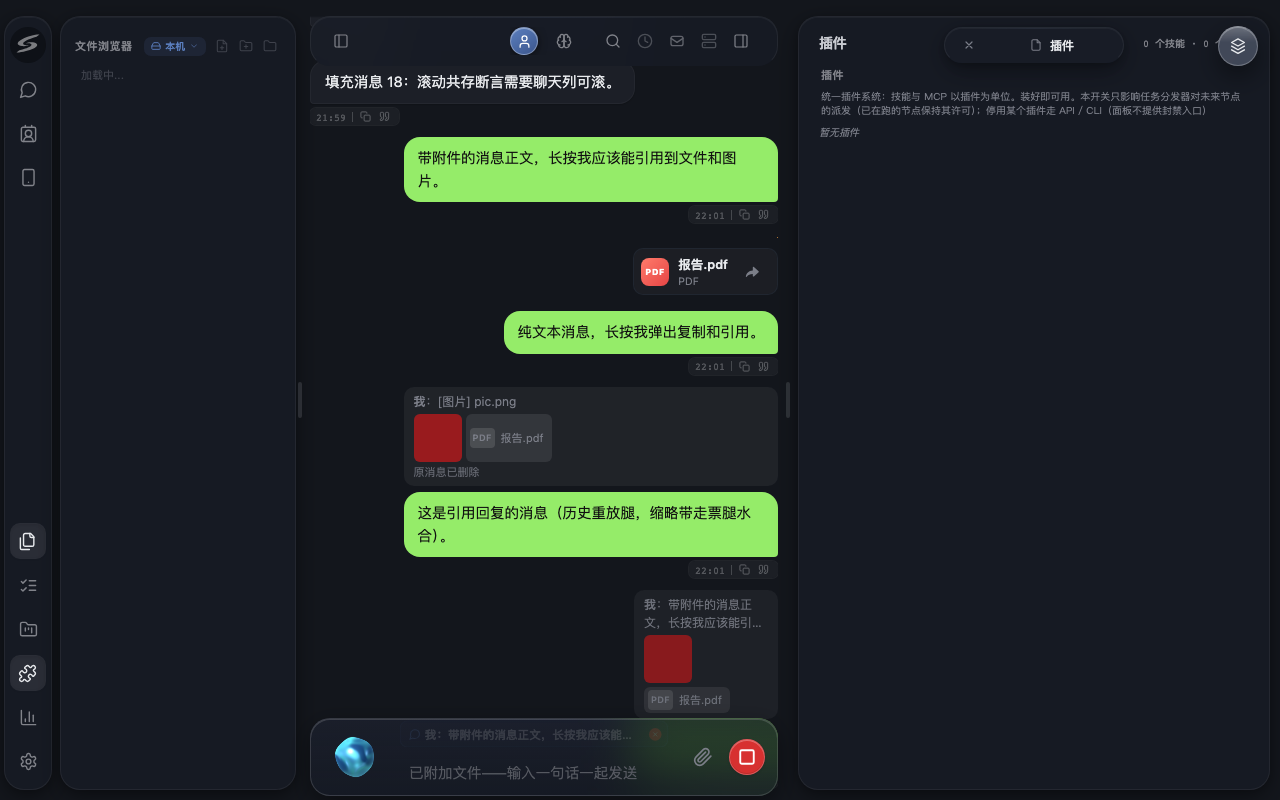 文件浏览器
本机
加载中...
填充消息 18：滚动共存断言需要聊天列可滚。
21:59
带附件的消息正文，长按我应该能引用到文件和图
片。
22:01
PDF
报告.pdf
PDF
纯文本消息，长按我弹出复制和引用。
22:01
我：[图片] pic.png
PDF 报告.pdf
原消息已删除
这是引用回复的消息（历史重放腿，缩略带走票腿水
合）。
22:01
我：带附件的消息正
文，长按我应该能引...
PDF 报告.pdf
我：带附件的消息正文，长按我应该能...
已附加文件——输入一句话一起发送
插件
插件
0 个技能 · 0
插件
统一插件系统：技能与 MCP 以插件为单位。装好即可用。本开关只影响任务分发器对未来节点
的派发（已在跑的节点保持其许可）；停用某个插件走 API / CLI（面板不提供封禁入口）
暂无插件